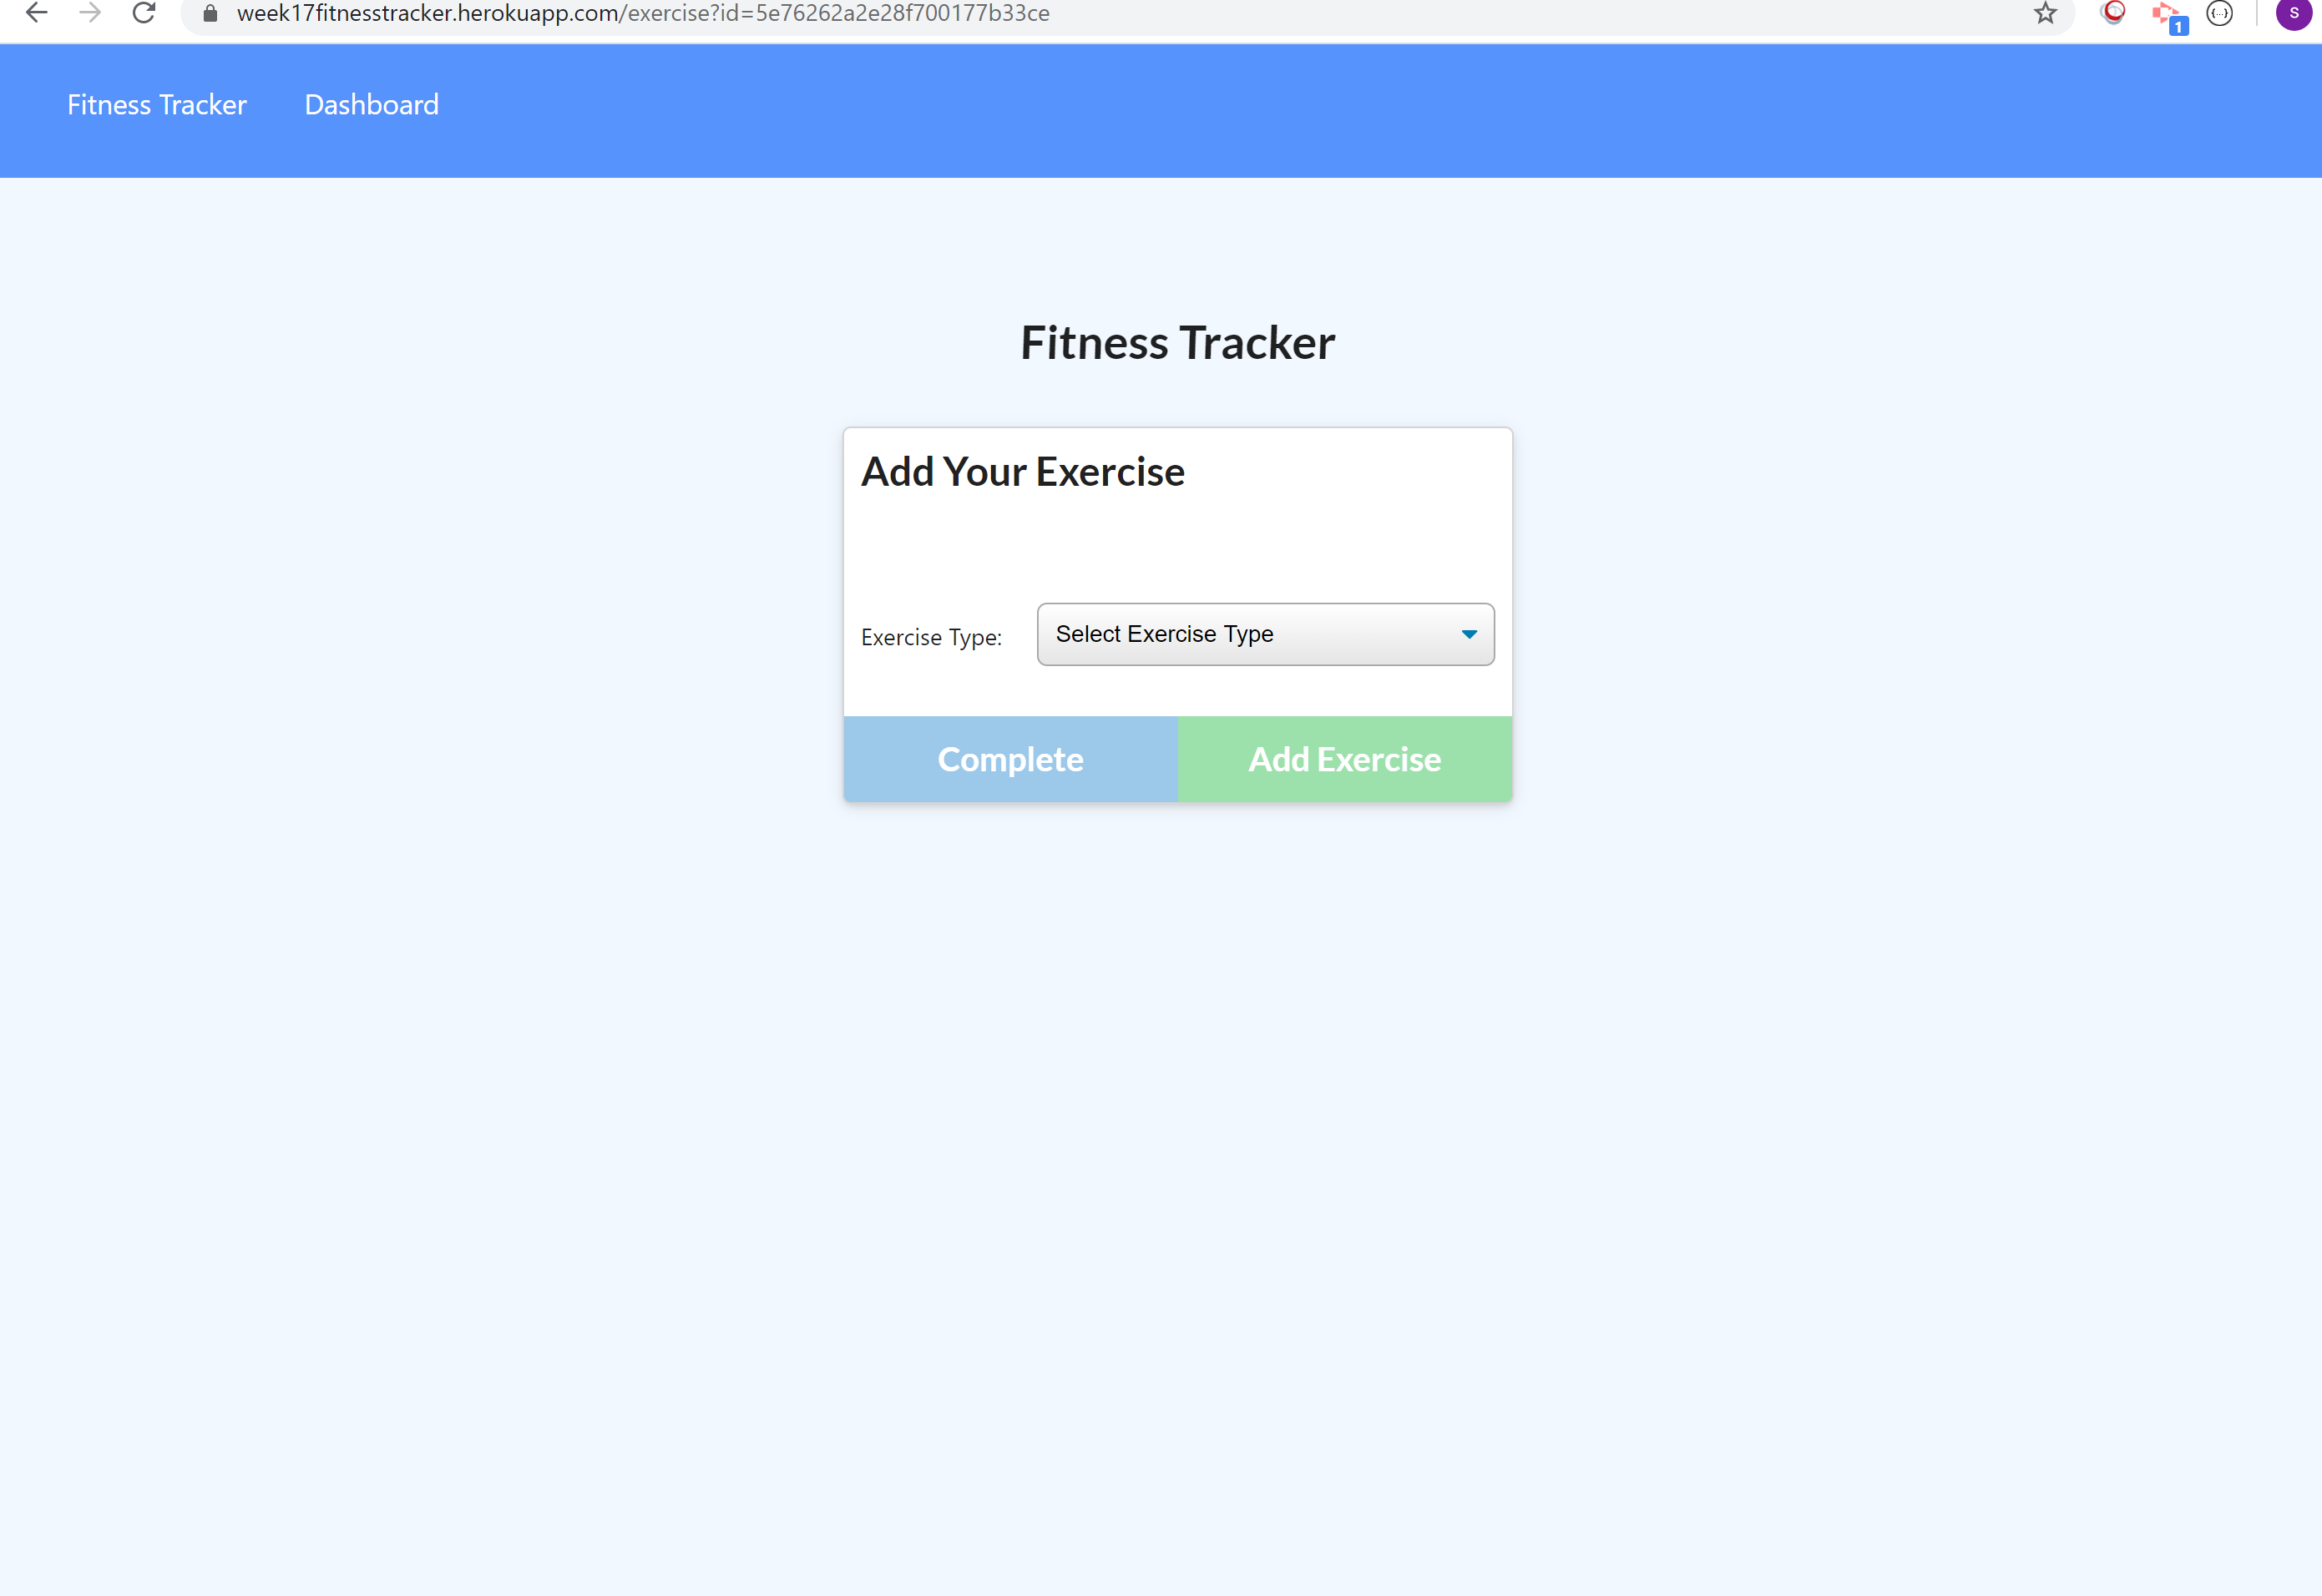 week17fitnesstracker.herokuapp.com/exercise?id=5e76262a2e28f700177b33ce
1
{...}
S
Fitness Tracker Dashboard
Fitness Tracker
Add Your Exercise
Exercise Type: Select Exercise Type
Complete Add Exercise